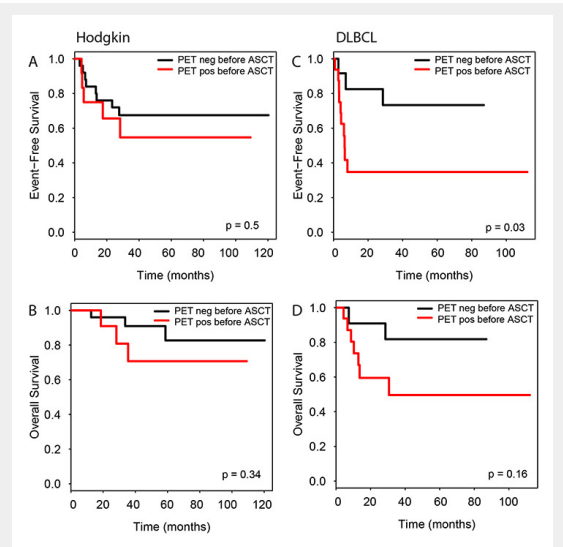 Hodgkin
A
PET neg before ASCT
PET pos before ASCT
Event-Free Survival
1.0
0.8
0.6
0.4
0.2
0.0
p = 0.5
0 20 40 60 80 100 120
Time (months)
DLBCL
C
PET neg before ASCT
PET pos before ASCT
Event-Free Survival
1.0
0.8
0.6
0.4
0.2
0.0
p = 0.03
0 20 40 60 80 100
Time (months)
B
PET neg before ASCT
PET pos before ASCT
Overall Survival
1.0
0.8
0.6
0.4
0.2
0.0
p = 0.34
0 20 40 60 80 100 120
Time (months)
D
PET neg before ASCT
PET pos before ASCT
Overall Survival
1.0
0.8
0.6
0.4
0.2
0.0
p = 0.16
0 20 40 60 80 100
Time (months)